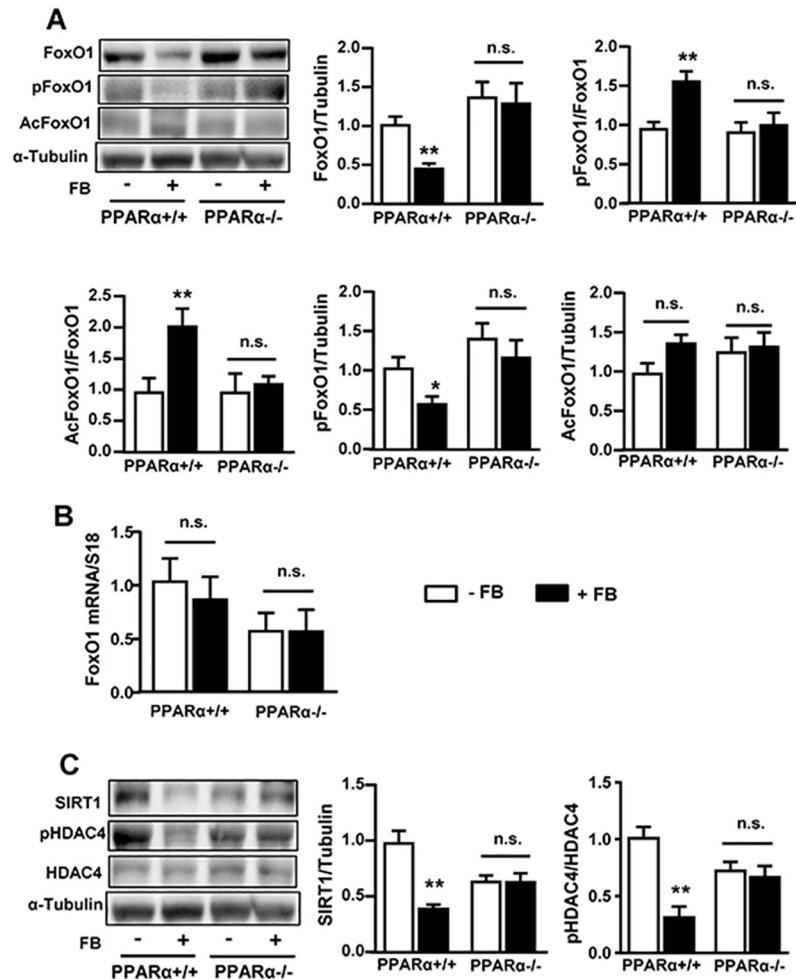 A
FoxO1
pFoxO1
AcFoxO1
α-Tubulin
FB - + - +
PPARα+/+ PPARα-/-
FoxO1/Tubulin
2.0
1.5
1.0
0.5
0.0
**
n.s.
PPARα+/+ PPARα-/-
pFoxO1/FoxO1
2.0
1.5
1.0
0.5
0.0
**
n.s.
PPARα+/+ PPARα-/-
AcFoxO1/FoxO1
2.5
2.0
1.5
1.0
0.5
0.0
**
n.s.
PPARα+/+ PPARα-/-
pFoxO1/Tubulin
2.0
1.5
1.0
0.5
0.0
*
n.s.
PPARα+/+ PPARα-/-
AcFoxO1/Tubulin
2.0
1.5
1.0
0.5
0.0
n.s.
n.s.
PPARα+/+ PPARα-/-
B
FoxO1 mRNA/S18
1.5
1.0
0.5
0.0
n.s.
n.s.
PPARα+/+ PPARα-/-
- FB + FB
C
SIRT1
pHDAC4
HDAC4
α-Tubulin
FB - + - +
PPARα+/+ PPARα-/-
SIRT1/Tubulin
1.5
1.0
0.5
0.0
**
n.s.
PPARα+/+ PPARα-/-
pHDAC4/HDAC4
1.5
1.0
0.5
0.0
**
n.s.
PPARα+/+ PPARα-/-